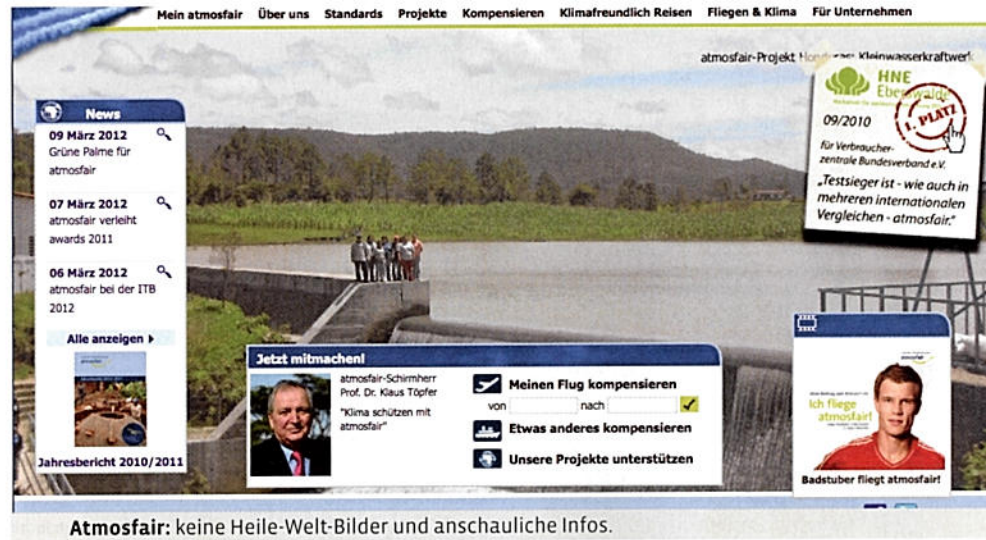 Mein atmosfair Über uns Standards Projekte Kompensieren Klimafreundlich Reisen Fliegen & Klima Für Unternehmen
atmosfair-Projekt Honduras: Kleinwasserkraftwerk
News
09 März 2012
Grüne Palme für
atmosfair
07 März 2012
atmosfair verleiht
awards 2011
06 März 2012
atmosfair bei der ITB
2012
Alle anzeigen
Jahresbericht 2010/2011
HNE
Eberswalde
1. PLATZ
09/2010
für Verbraucher-
zentrale Bundesverband e.V.
„Testsieger ist - wie auch in
mehreren internationalen
Vergleichen - atmosfair."
Jetzt mitmachen!
atmosfair-Schirmherr
Prof. Dr. Klaus Töpfer
"Klima schützen mit
atmosfair"
Meinen Flug kompensieren
von nach
Etwas anderes kompensieren
Unsere Projekte unterstützen
Ich fliege
atmosfair!
Badstuber fliegt atmosfair!
Atmosfair: keine Heile-Welt-Bilder und anschauliche Infos.